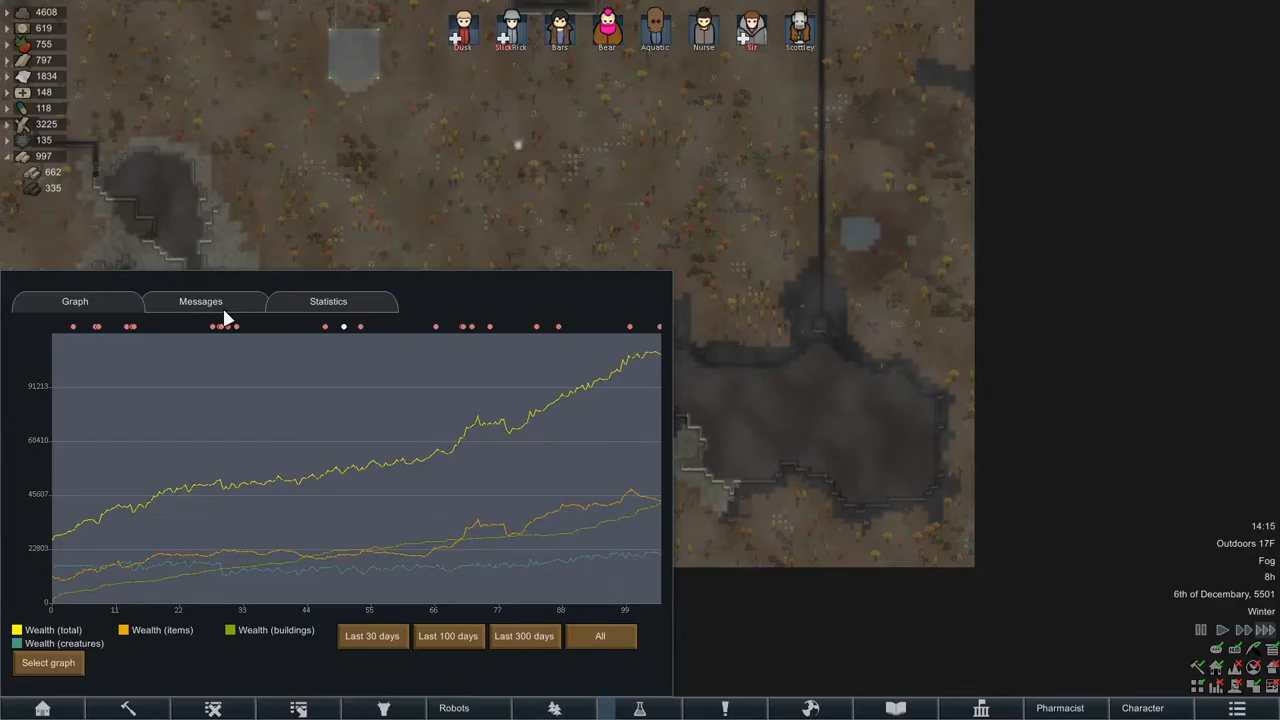 4608
619
755
797
1834
148
118
3225
135
997
662
335
Dusk
SlickRick
Bars
Bear
Aquatic
Nurse
Sir
Scottley
Graph
Messages
Statistics
91213
68410
45607
22803
0
0 11 22 33 44 55 66 77 88 99
Wealth (total)
Wealth (items)
Wealth (buildings)
Wealth (creatures)
Last 30 days
Last 100 days
Last 300 days
All
Select graph
14:15
Outdoors 17F
Fog
8h
6th of Decembary, 5501
Winter
Robots
Pharmacist
Character